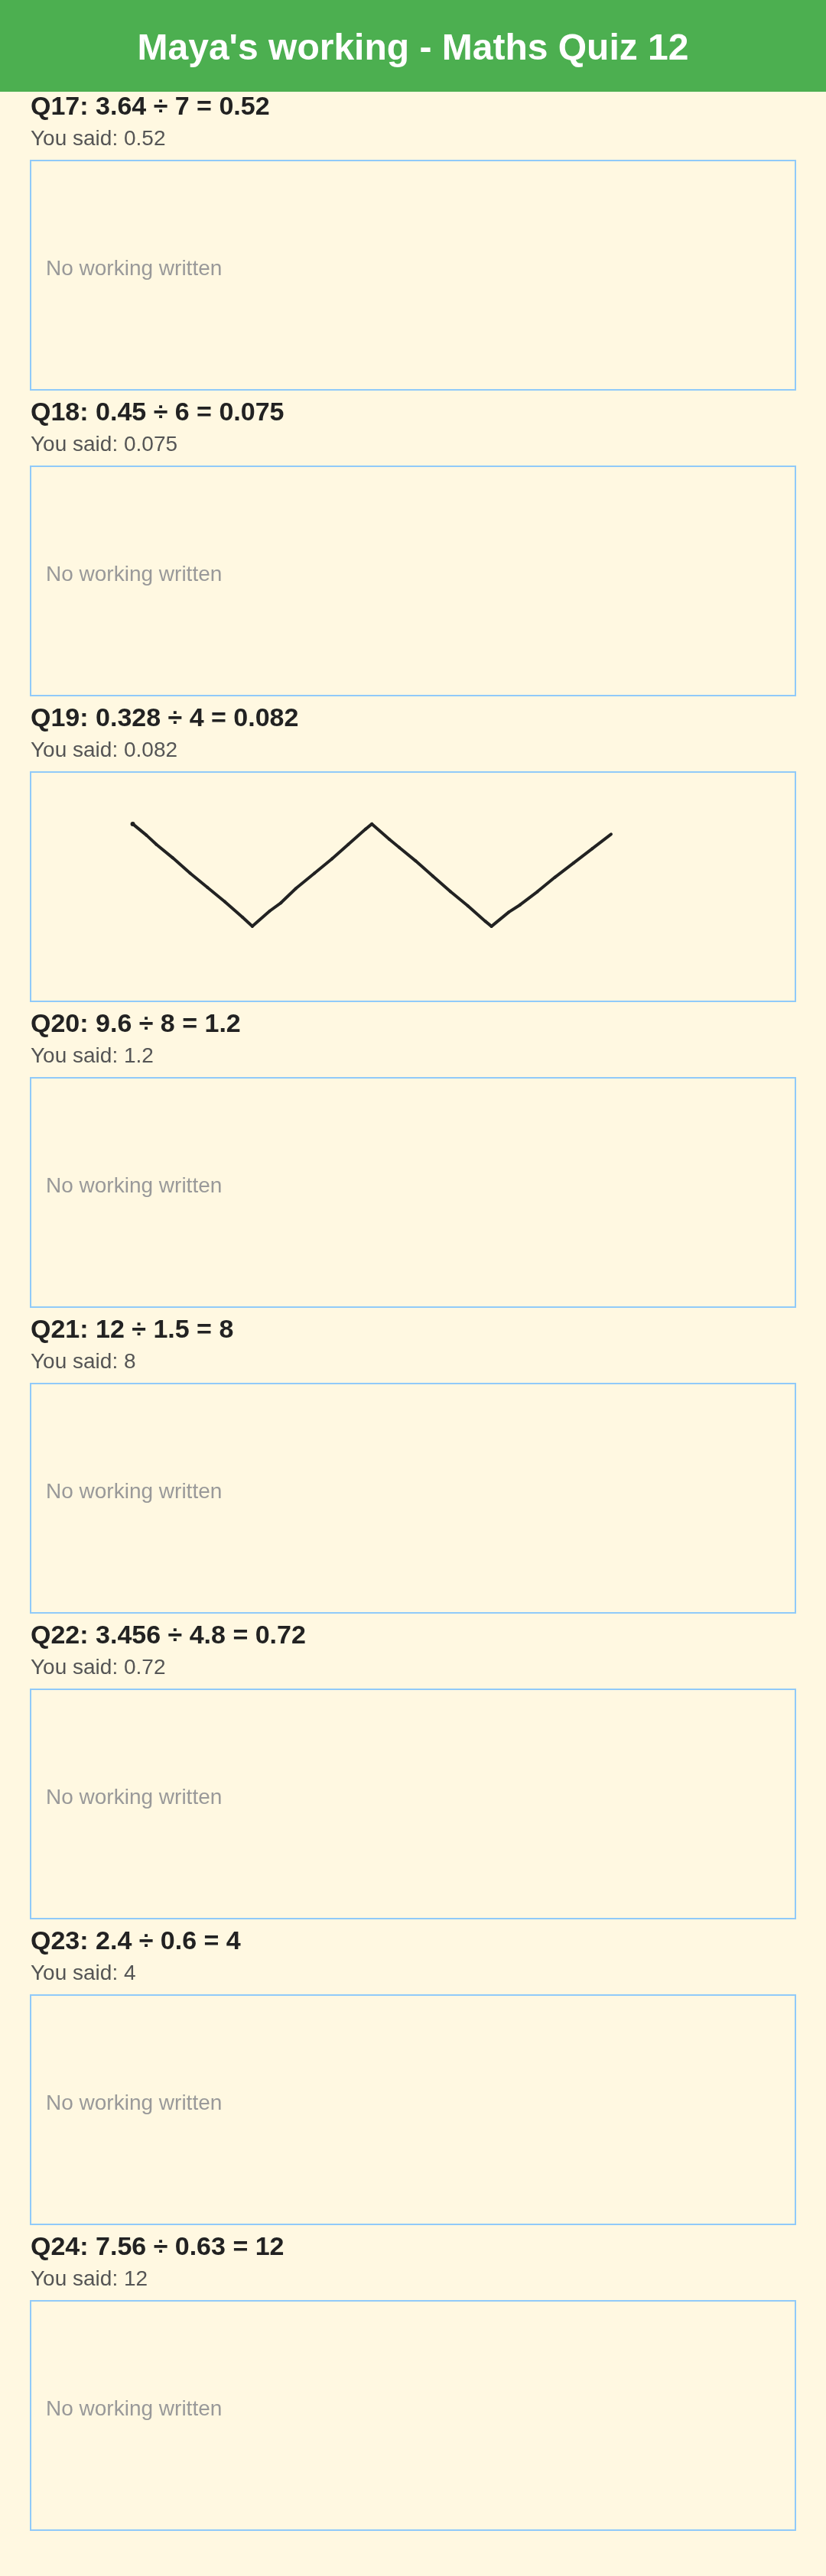 Maya's working - Maths Quiz 12
Q17: 3.64 ÷ 7 = 0.52
You said: 0.52
No working written
Q18: 0.45 ÷ 6 = 0.075
You said: 0.075
No working written
Q19: 0.328 ÷ 4 = 0.082
You said: 0.082
Q20: 9.6 ÷ 8 = 1.2
You said: 1.2
No working written
Q21: 12 ÷ 1.5 = 8
You said: 8
No working written
Q22: 3.456 ÷ 4.8 = 0.72
You said: 0.72
No working written
Q23: 2.4 ÷ 0.6 = 4
You said: 4
No working written
Q24: 7.56 ÷ 0.63 = 12
You said: 12
No working written